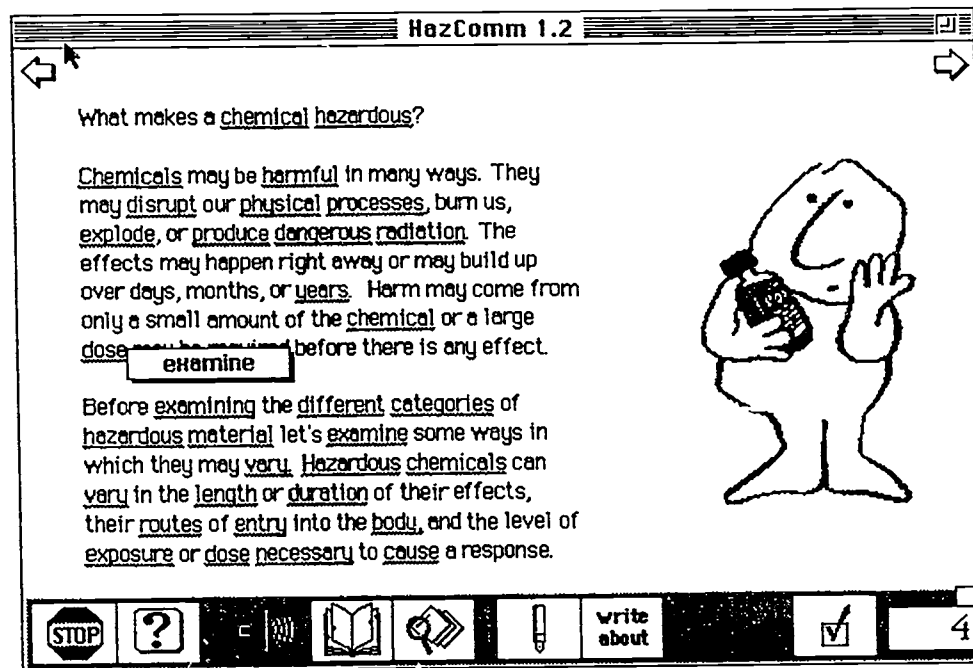 HazComm 1.2
What makes a chemical hazardous?
Chemicals may be harmful in many ways. They
may disrupt our physical processes, burn us,
explode, or produce dangerous radiation. The
effects may happen right away or may build up
over days, months, or years. Harm may come from
only a small amount of the chemical or a large
dose may be required before there is any effect.
examine
Before examining the different categories of
hazardous material let's examine some ways in
which they may vary. Hazardous chemicals can
vary in the length or duration of their effects,
their routes of entry into the body, and the level of
exposure or dose necessary to cause a response.
STOP
?
write
about
4